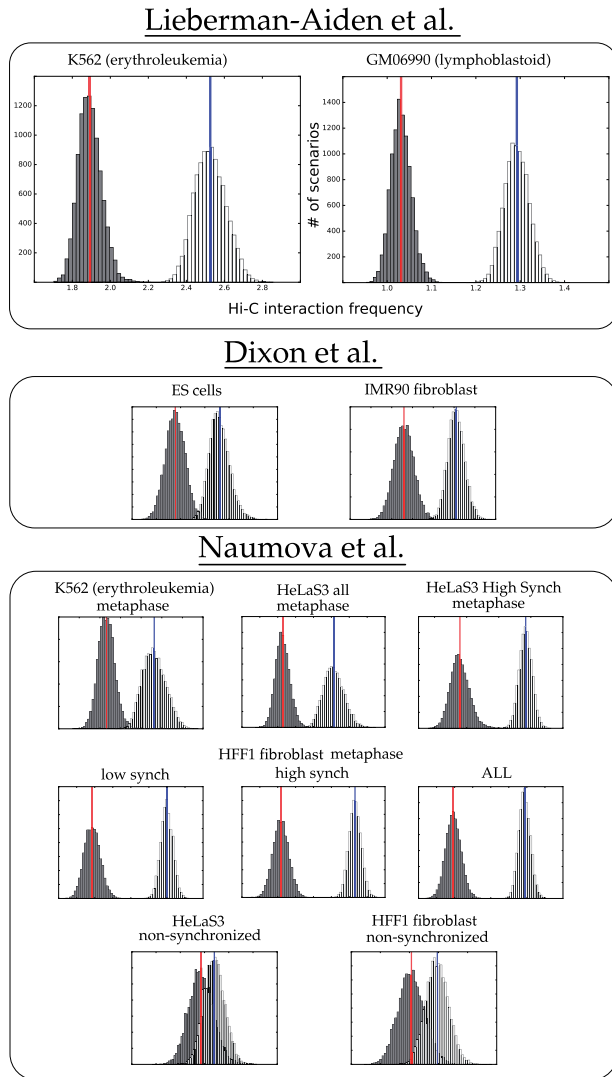 Lieberman-Aiden et al.
K562 (erythroleukemia)
GM06990 (lymphoblastoid)
1200
1000
800
600
400
200
1.8 2.0 2.2 2.4 2.6 2.8
# of scenarios
1400
1200
1000
800
600
400
200
1.0 1.1 1.2 1.3 1.4
Hi-C interaction frequency
Dixon et al.
ES cells
IMR90 fibroblast
Naumova et al.
K562 (erythroleukemia)
metaphase
HeLaS3 all
metaphase
HeLaS3 High Synch
metaphase
HFF1 fibroblast metaphase
low synch
high synch
ALL
HeLaS3
non-synchronized
HFF1 fibroblast
non-synchronized